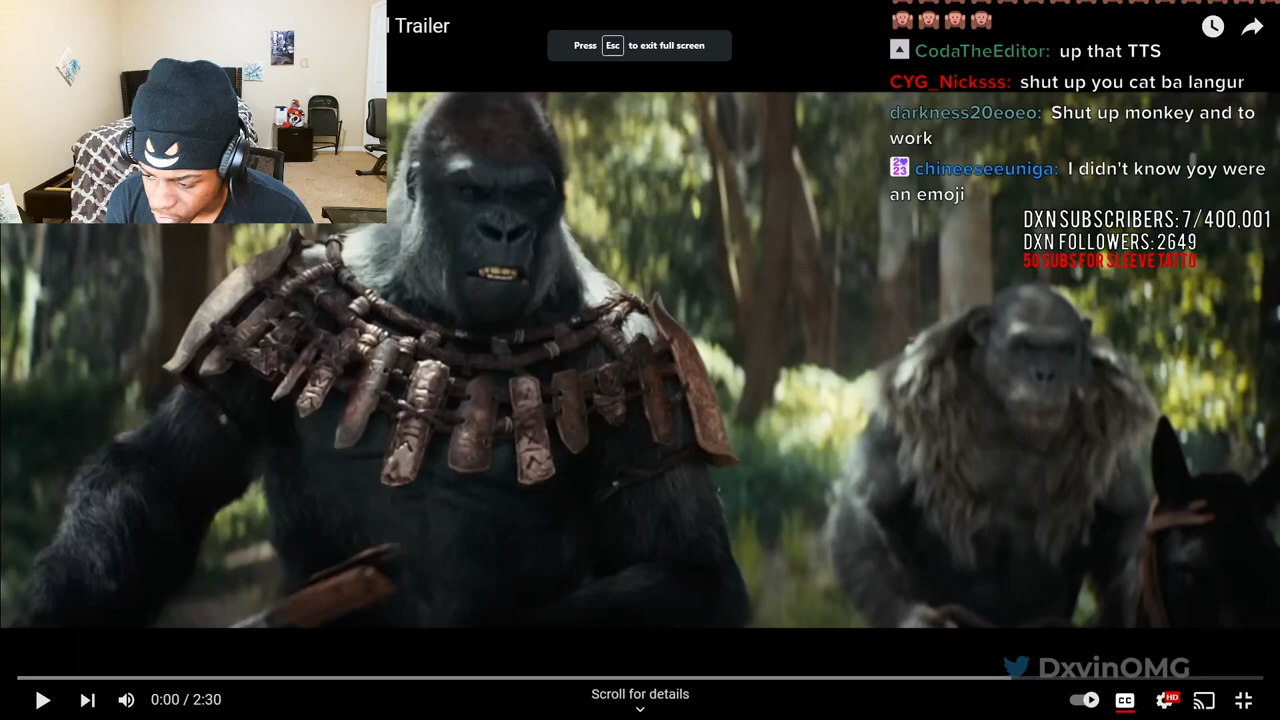 l Trailer
Press Esc to exit full screen
CodaTheEditor: up that TTS
CYG_Nicksss: shut up you cat ba langur
darkness20eoeo: Shut up monkey and to
work
chineeseeuniga: I didn't know yoy were
an emoji
DXN SUBSCRIBERS: 7/400,001
DXN FOLLOWERS: 2649
50 SUBS FOR SLEEVE TATTO
DxvinOMG
0:00 / 2:30
Scroll for details
CC
HD